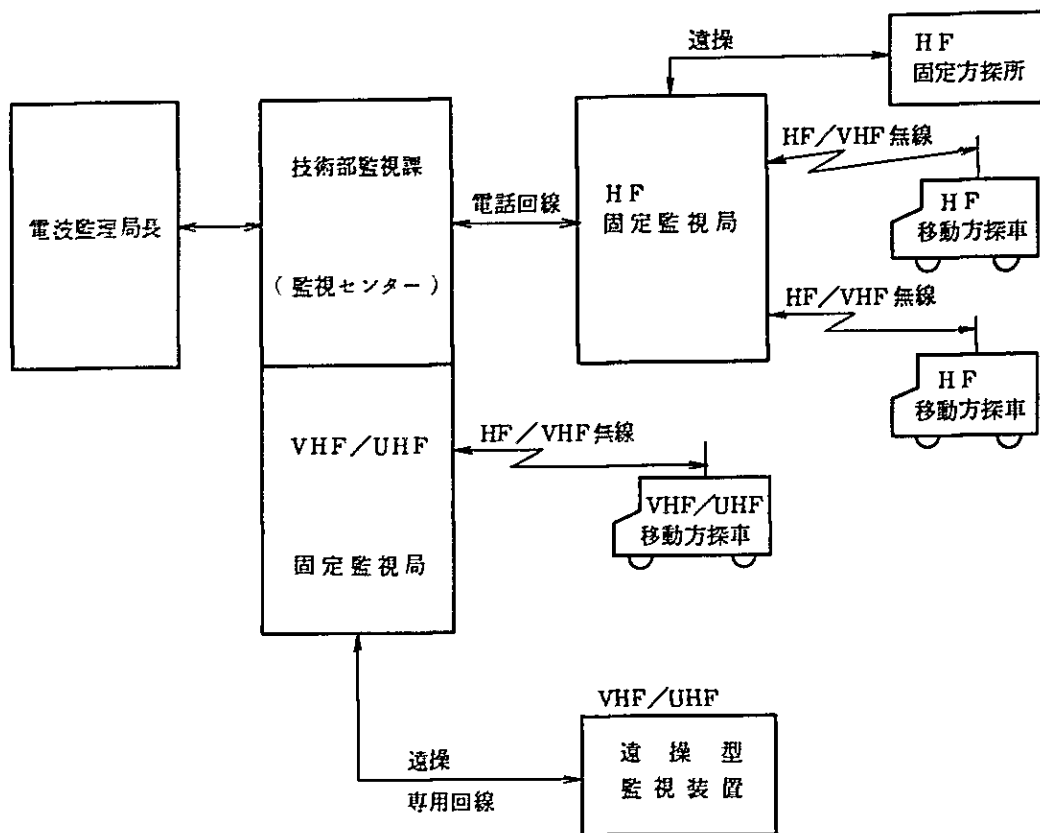 遠操
HF
固定方探所
HF/VHF無線
HF
移動方探車
電波監理局長
技術部監視課
(監視センター)
電話回線
HF
固定監視局
HF/VHF無線
HF
移動方探車
VHF/UHF
固定監視局
HF/VHF無線
VHF/UHF
移動方探車
遠操
専用回線
VHF/UHF
遠操型
監視装置